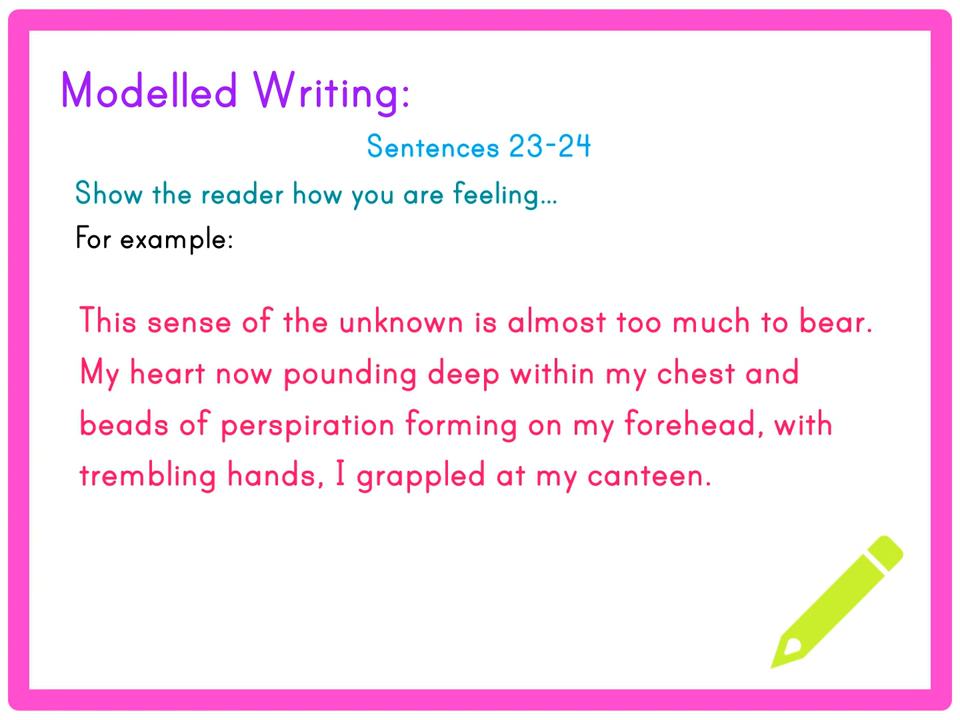 Modelled Writing:
Sentences 23-24
Show the reader how you are feeling...
For example:
This sense of the unknown is almost too much to bear.
My heart now pounding deep within my chest and
beads of perspiration forming on my forehead, with
trembling hands, I grappled at my canteen.